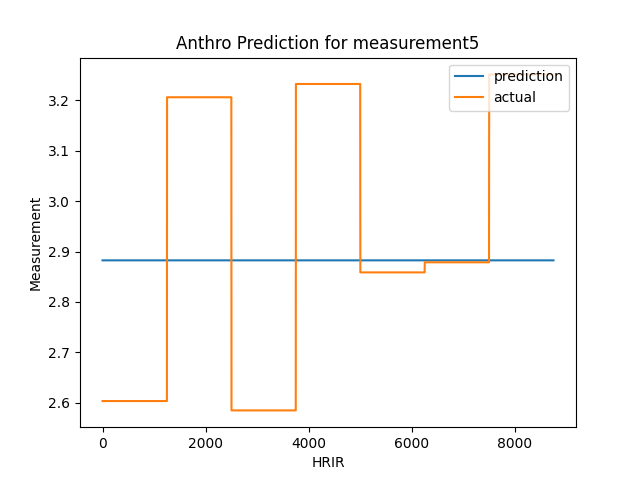 Anthro Prediction for measurement5
prediction
actual
3.2
3.1
3.0
2.9
2.8
2.7
2.6
Measurement
0 2000 4000 6000 8000
HRIR